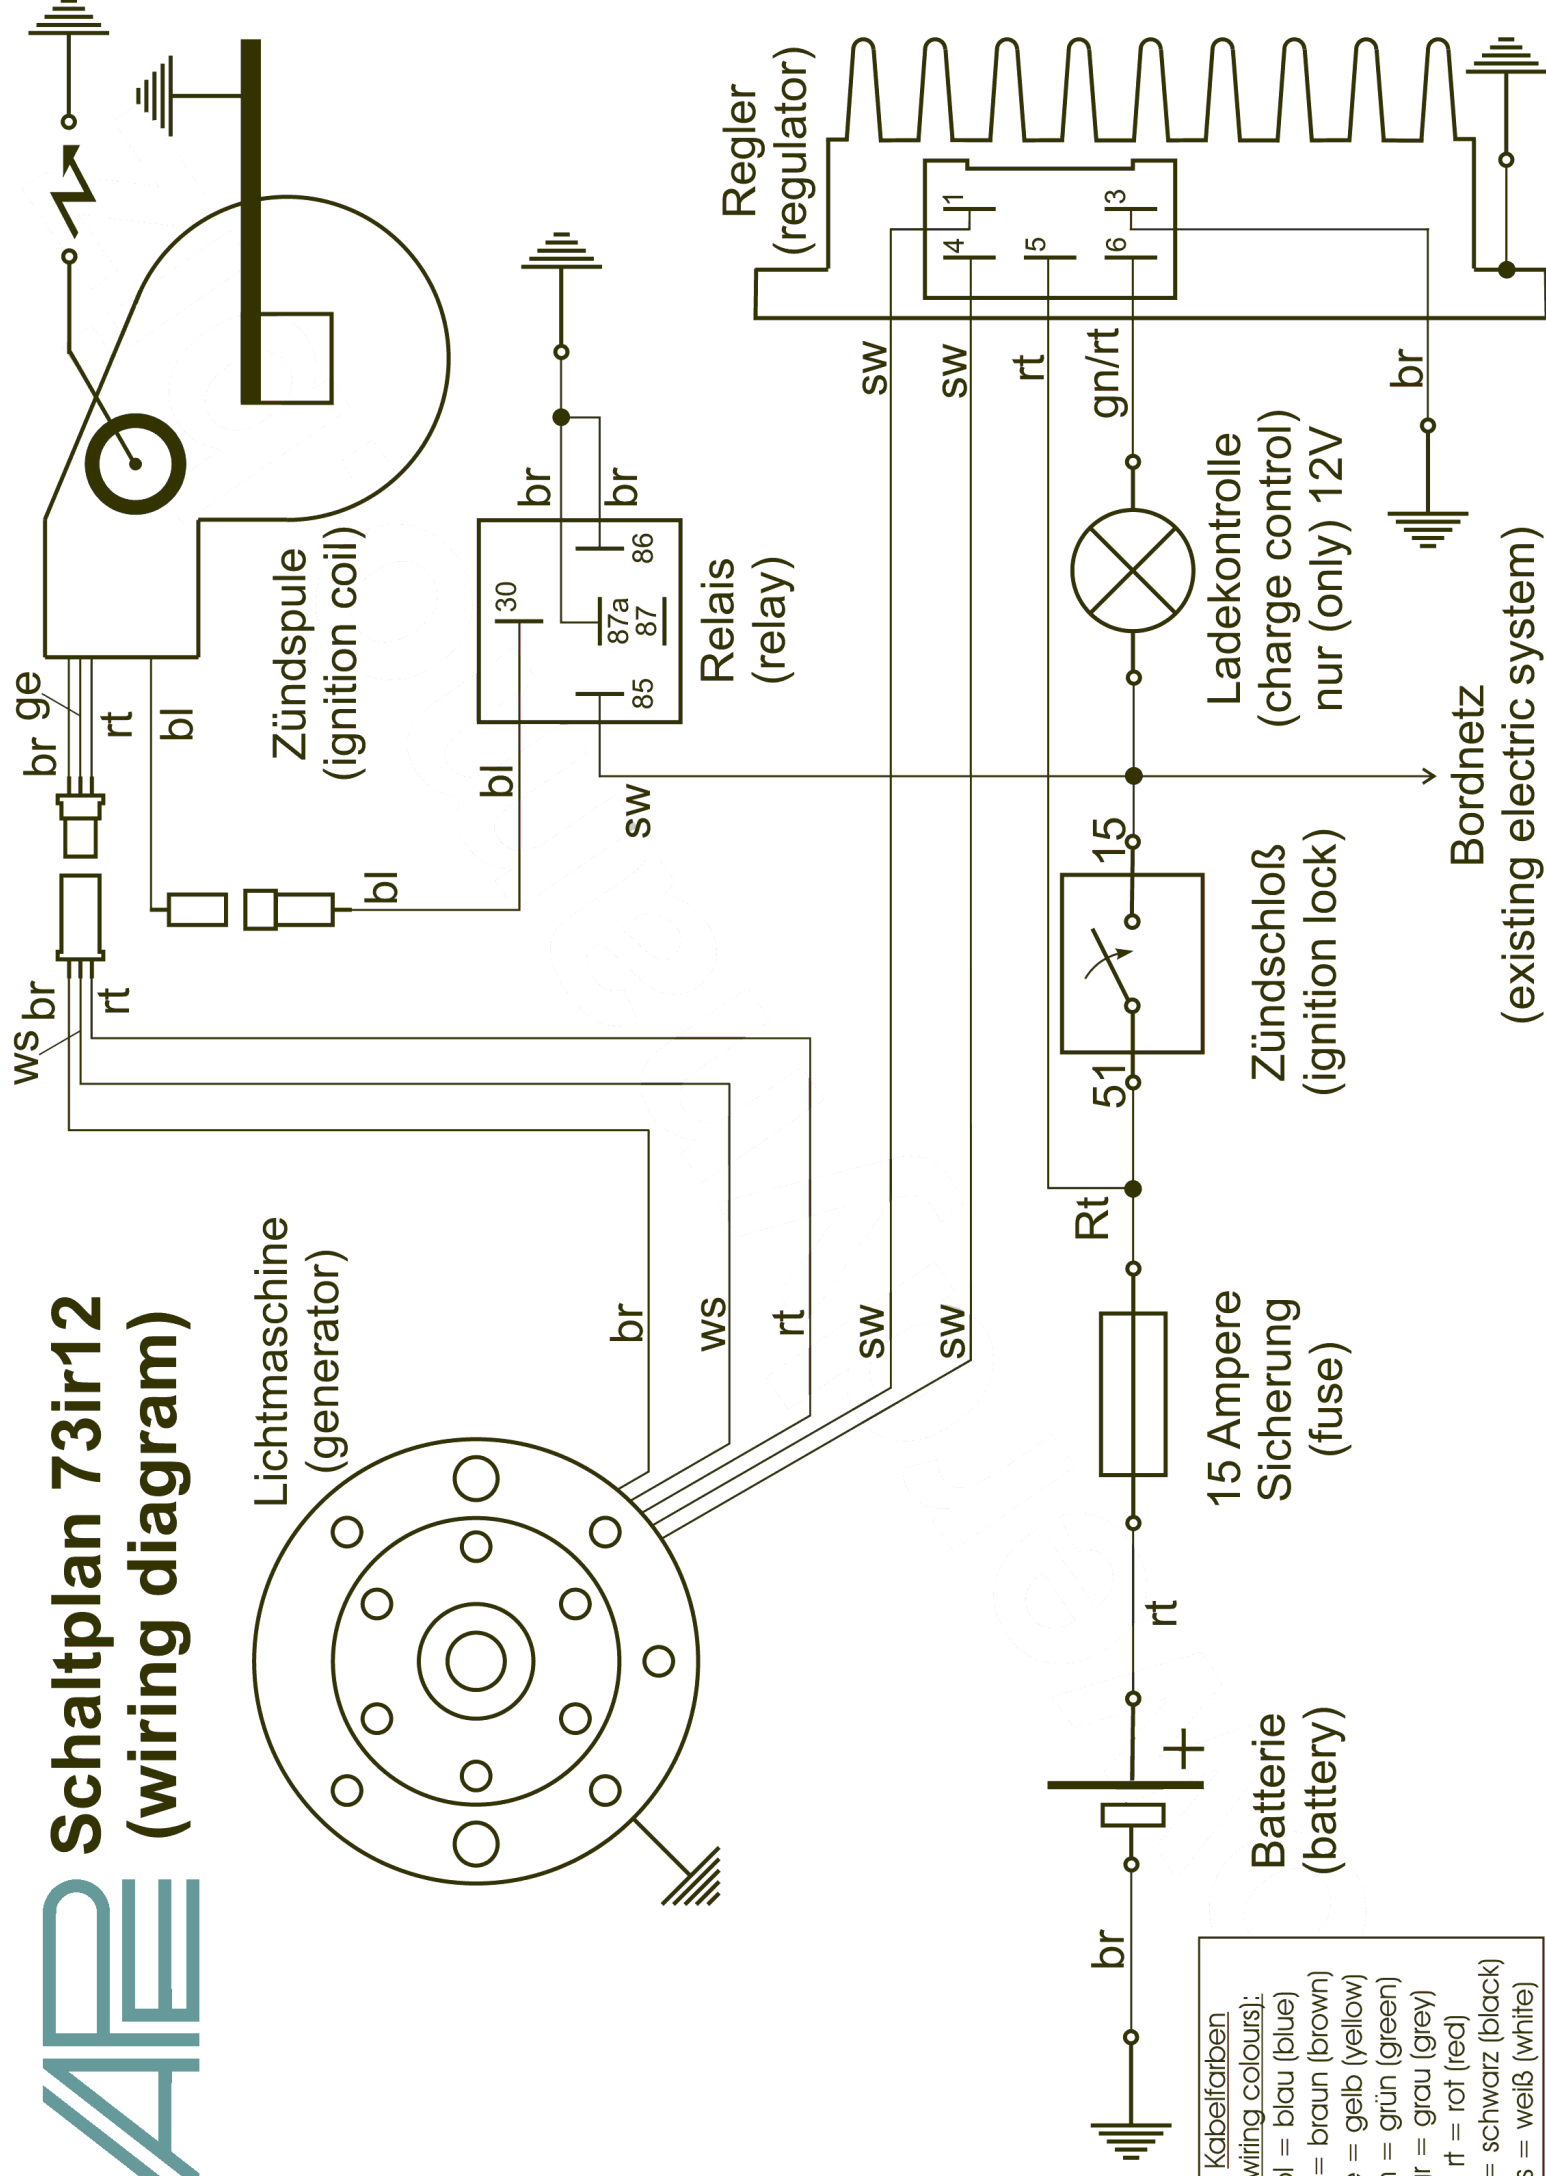 VAPE
Schaltplan 73ir12
(wiring diagram)
Lichtmaschine
(generator)
br
ws
rt
sw
sw
ws
br
rt
br
ge
rt
bl
bl
Zündspule
(ignition coil)
bl
sw
30
85
87a
87
86
br
br
Relais
(relay)
Regler
(regulator)
1
4
5
3
6
sw
sw
rt
gn/rt
br
Ladekontrolle
(charge control)
nur (only) 12V
Bordnetz
(existing electric system)
15
51
Zündschloß
(ignition lock)
Rt
15 Ampere
Sicherung
(fuse)
rt
+
Batterie
(battery)
br
Kabelfarben
wiring colours):
bl = blau (blue)
= braun (brown)
= gelb (yellow)
= grün (green)
= grau (grey)
rt = rot (red)
= schwarz (black)
= weiß (white)